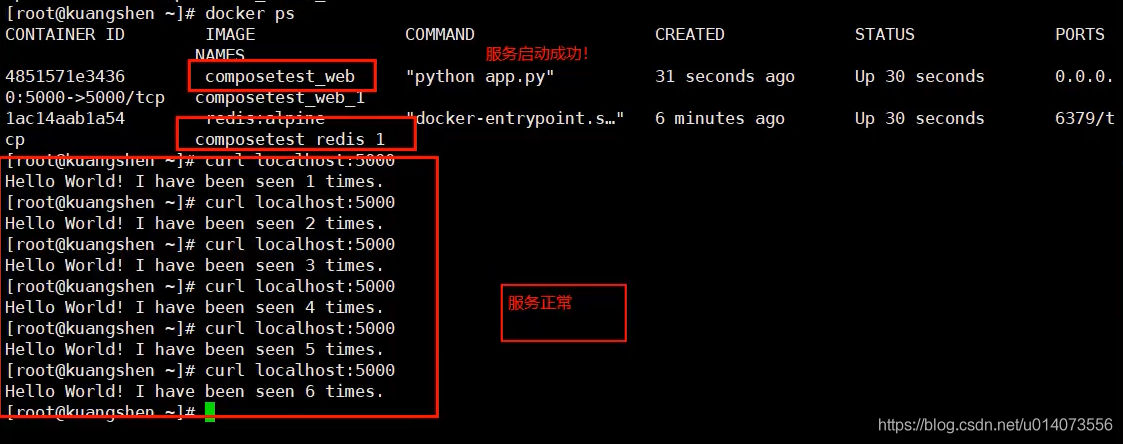 [root@kuangshen ~]# docker ps
CONTAINER ID        IMAGE               COMMAND                  CREATED             STATUS              PORTS
                   NAMES
服务启动成功!
4851571e3436        composetest_web     "python app.py"          31 seconds ago      Up 30 seconds       0.0.0.
0:5000->5000/tcp   composetest_web_1
1ac14aab1a54        redis:alpine        "docker-entrypoint.s…"   6 minutes ago       Up 30 seconds       6379/t
cp                 composetest_redis_1
[root@kuangshen ~]# curl localhost:5000
Hello World! I have been seen 1 times.
[root@kuangshen ~]# curl localhost:5000
Hello World! I have been seen 2 times.
[root@kuangshen ~]# curl localhost:5000
Hello World! I have been seen 3 times.
[root@kuangshen ~]# curl localhost:5000
Hello World! I have been seen 4 times.
服务正常
[root@kuangshen ~]# curl localhost:5000
Hello World! I have been seen 5 times.
[root@kuangshen ~]# curl localhost:5000
Hello World! I have been seen 6 times.
[root@kuangshen ~]#
https://blog.csdn.net/u014073556